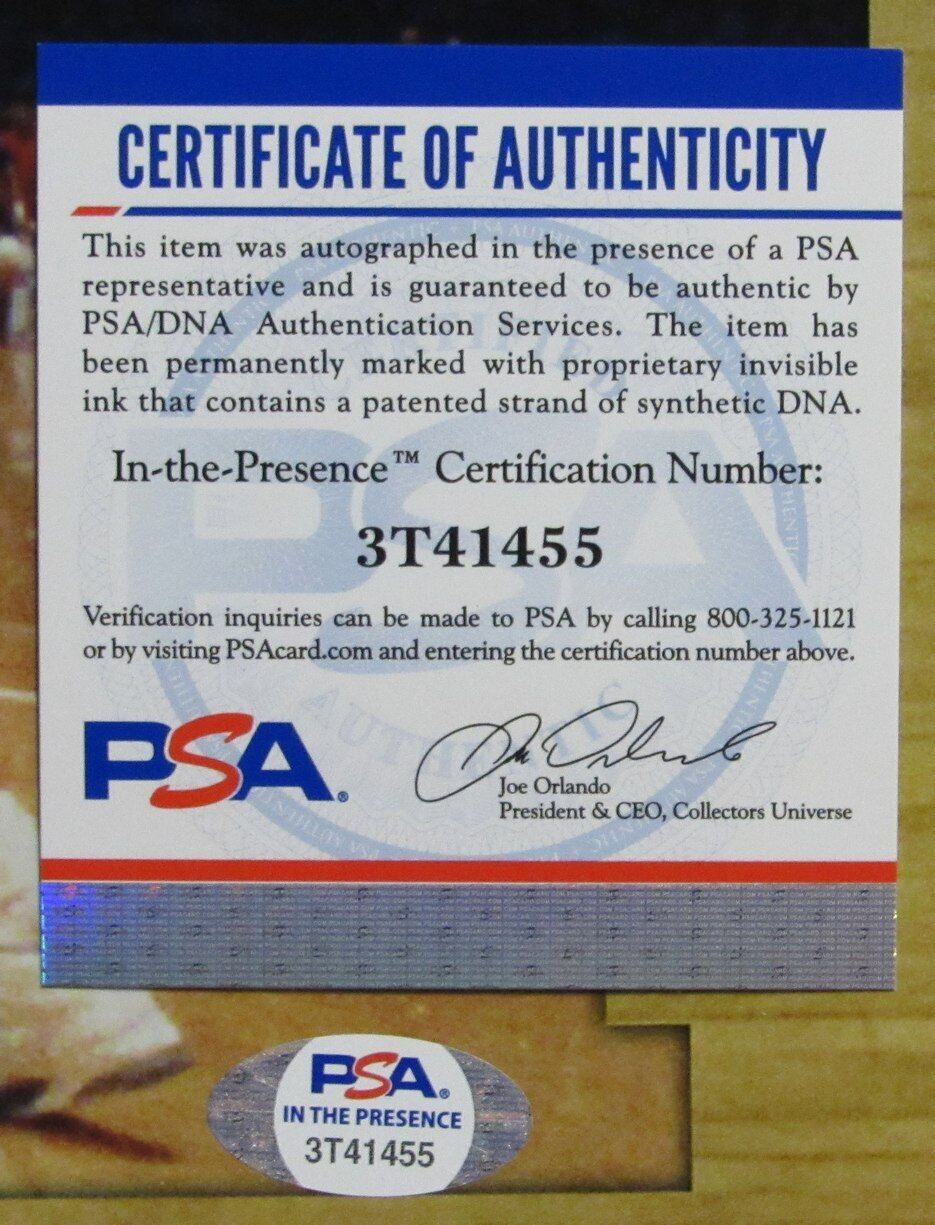 CERTIFICATE OF AUTHENTICITY
This item was autographed in the presence of a PSA
representative and is guaranteed to be authentic by
PSA/DNA Authentication Services. The item has
been permanently marked with proprietary invisible
ink that contains a patented strand of synthetic DNA.
In-the-Presence™ Certification Number:
3T41455
Verification inquiries can be made to PSA by calling 800-325-1121
or by visiting PSAcard.com and entering the certification number above.
PSA®
Joe Orlando
President & CEO, Collectors Universe
PSA®
IN THE PRESENCE
3T41455